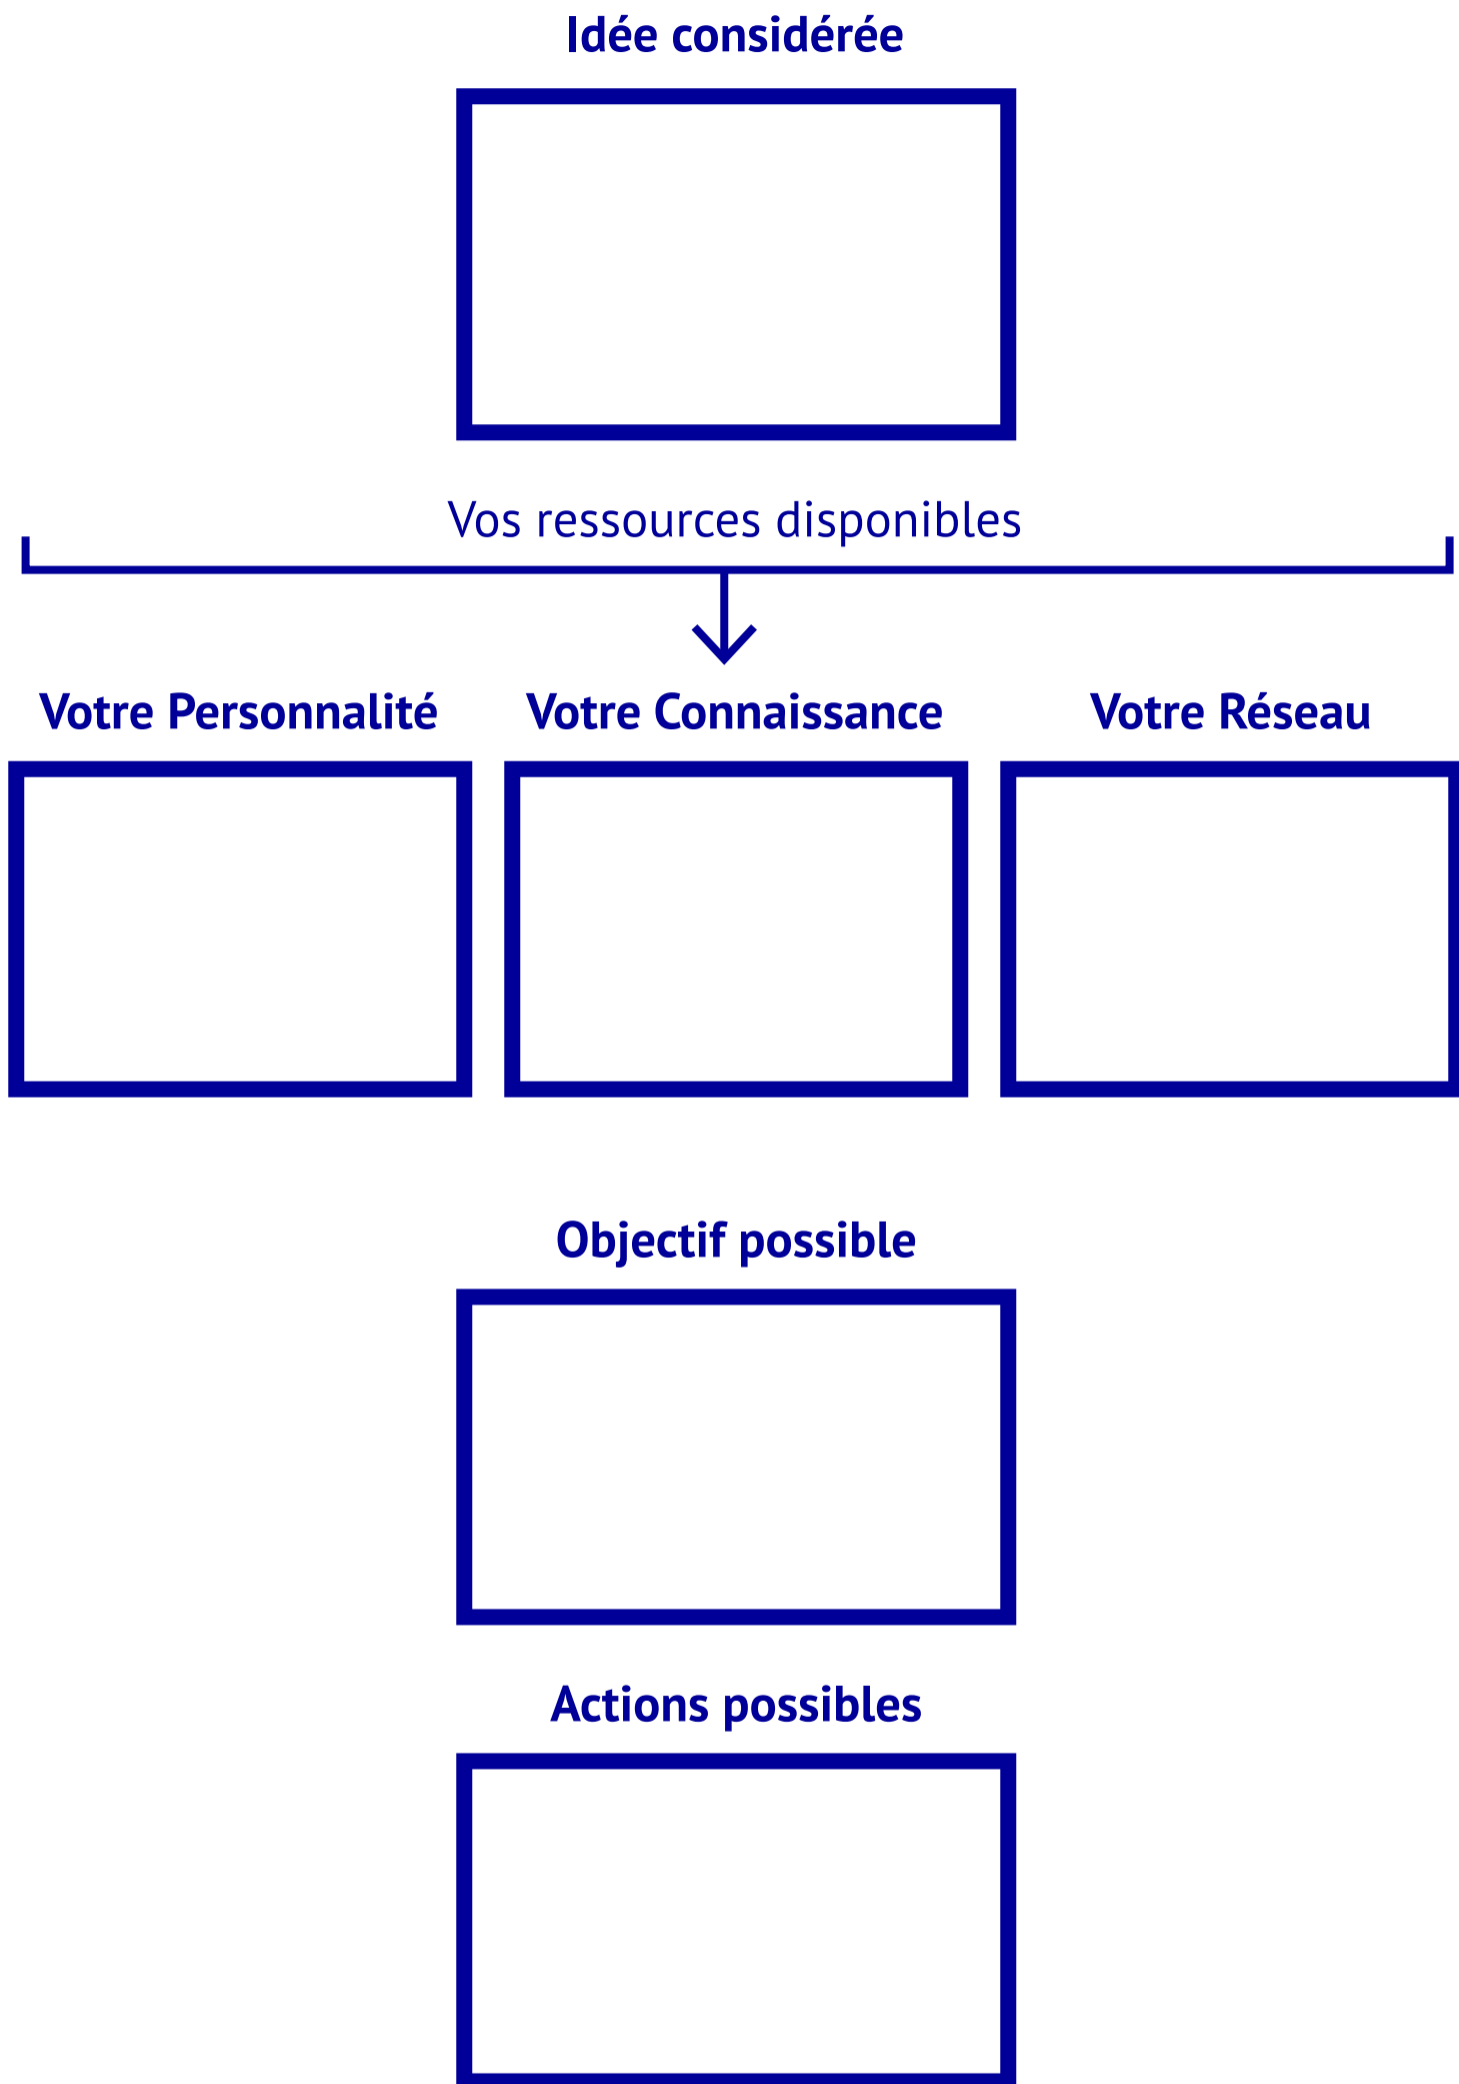 Idée considérée
Vos ressources disponibles
Votre Personnalité
Votre Connaissance
Votre Réseau
Objectif possible
Actions possibles